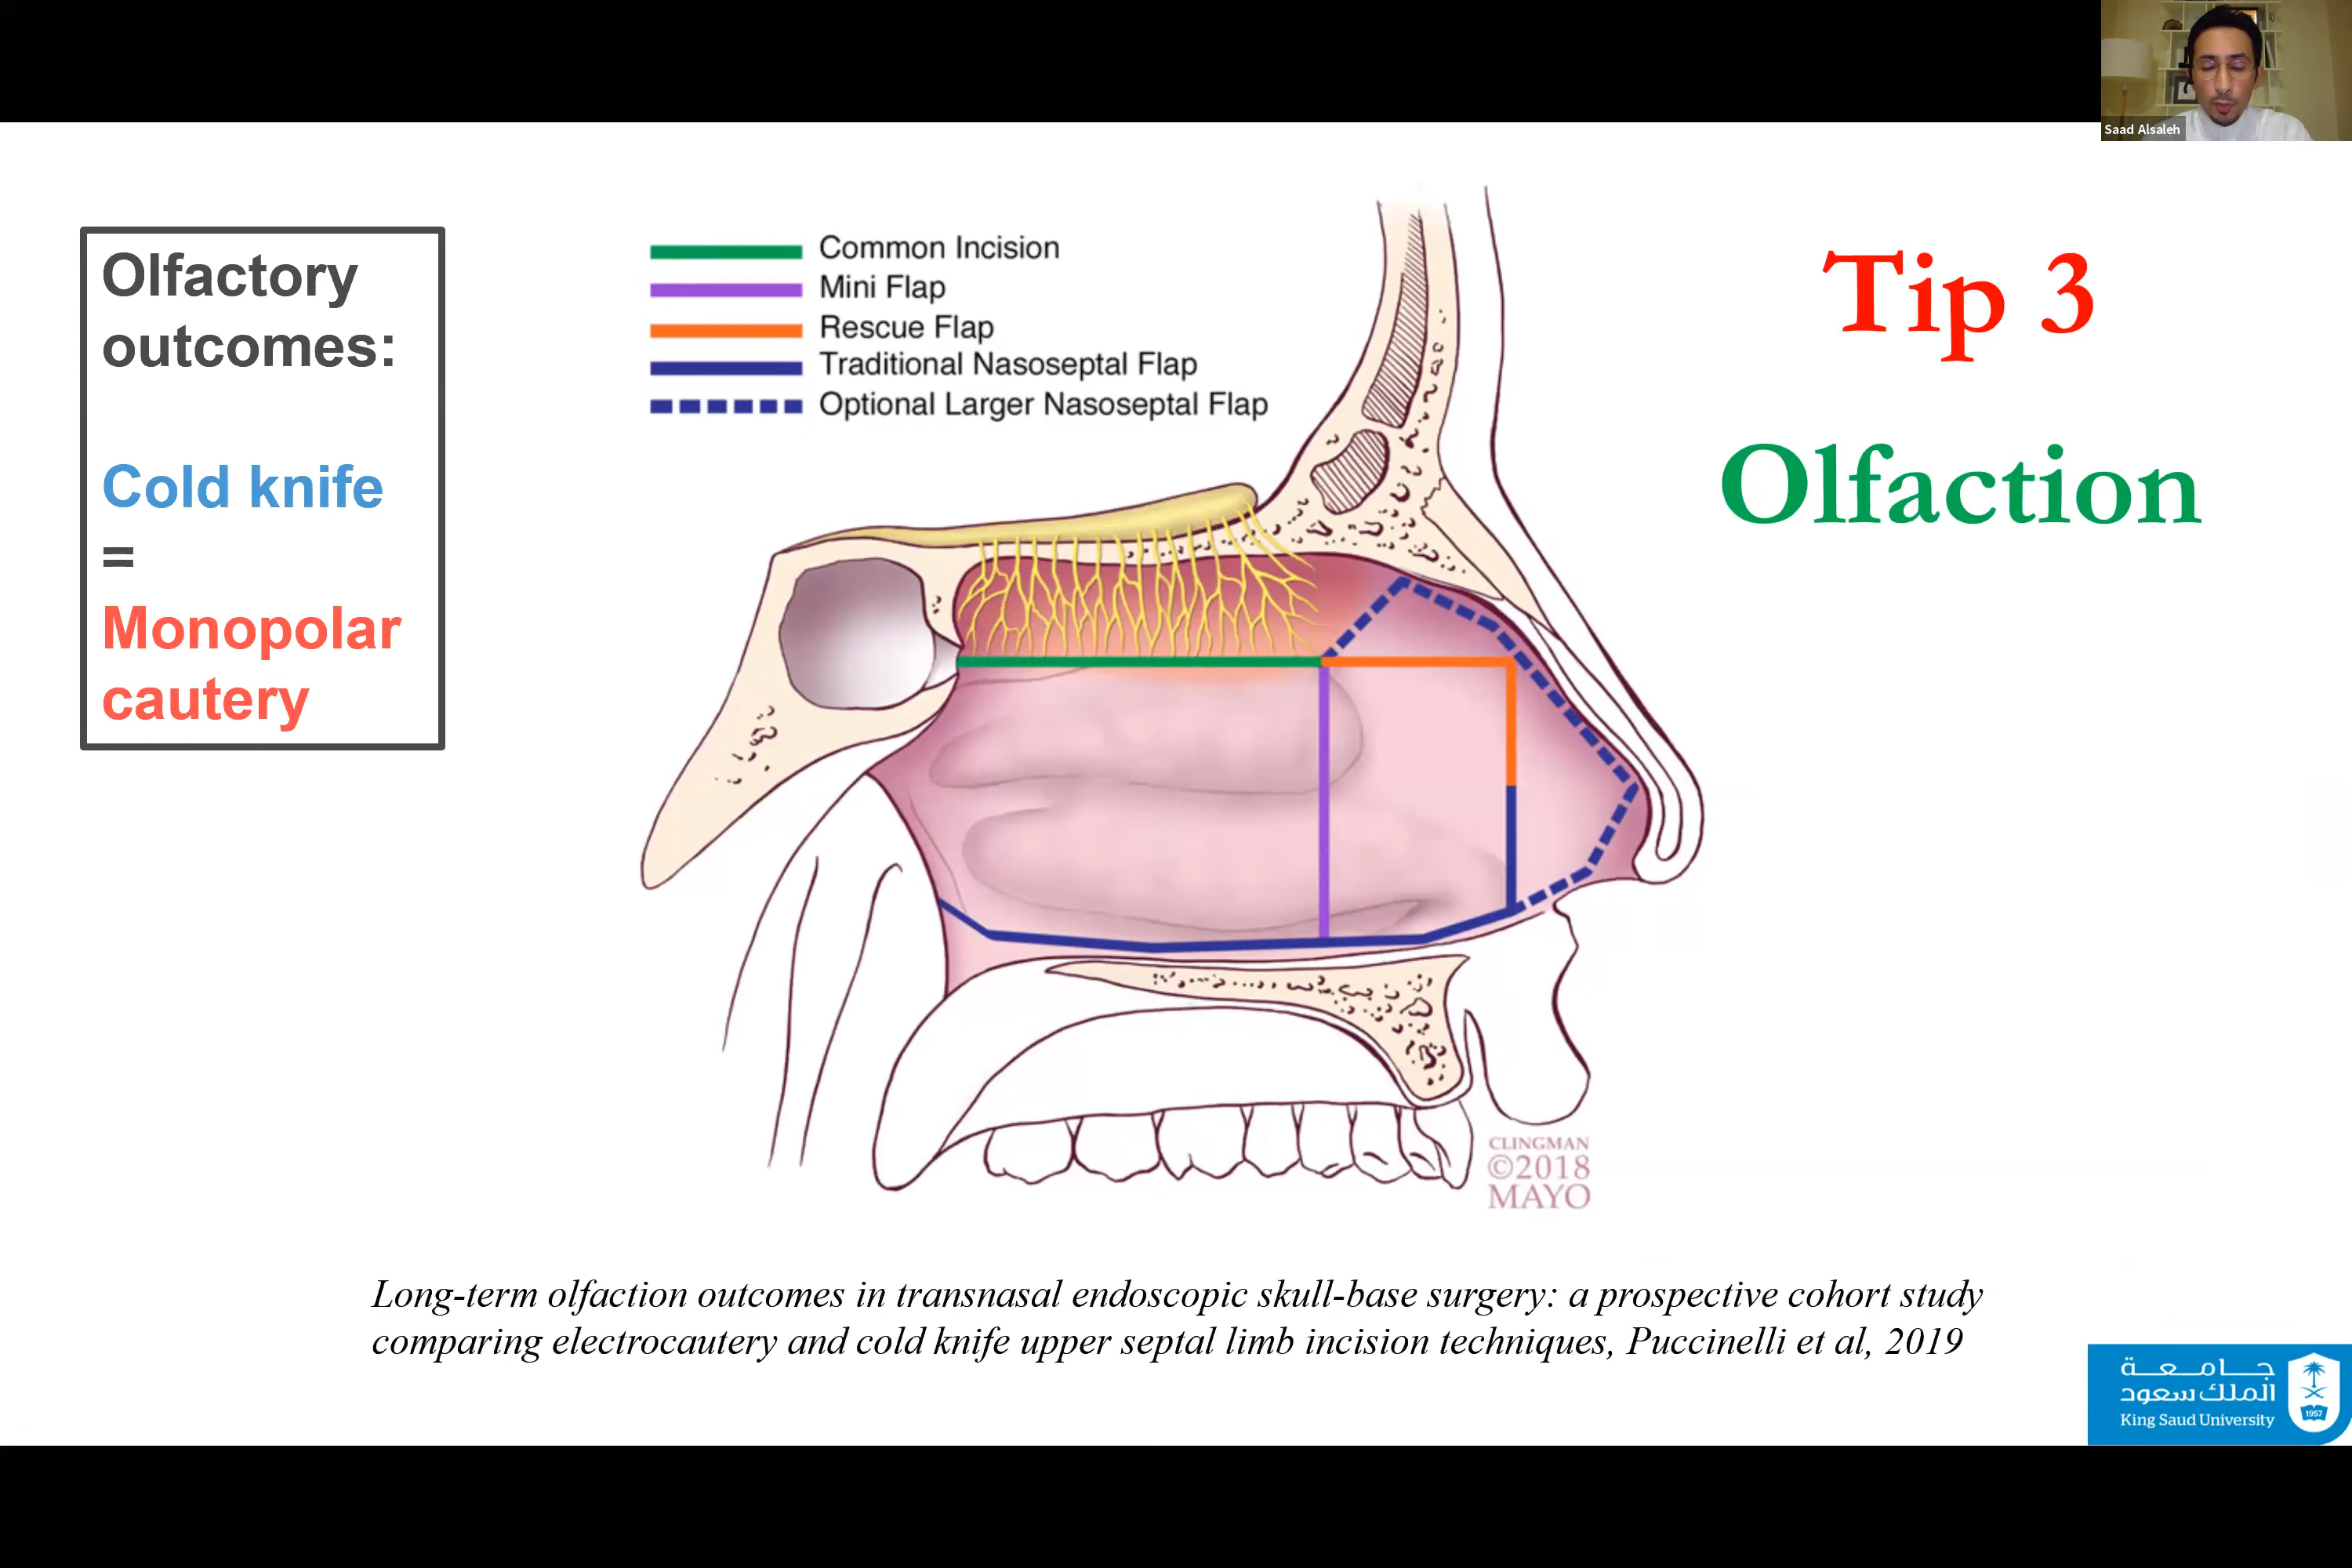 Saad Alsaleh
Olfactory
outcomes:
Cold knife
=
Monopolar
cautery
Common Incision
Mini Flap
Rescue Flap
Traditional Nasoseptal Flap
Optional Larger Nasoseptal Flap
Tip 3
Olfaction
CLINGMAN
©2018
MAYO
Long-term olfaction outcomes in transnasal endoscopic skull-base surgery: a prospective cohort study
comparing electrocautery and cold knife upper septal limb incision techniques, Puccinelli et al, 2019
جامعة
الملك سعود
King Saud University
1957